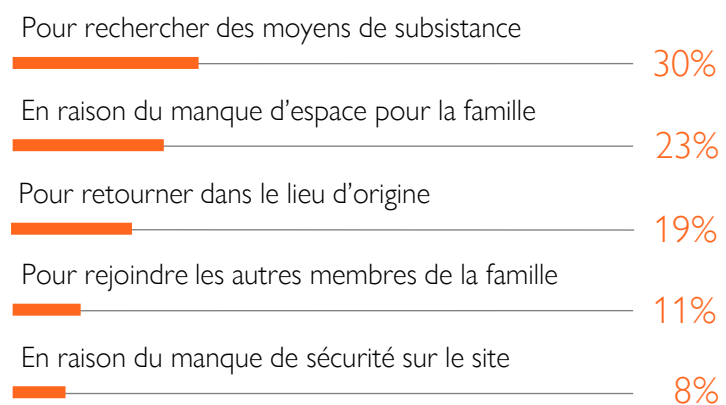 Pour rechercher des moyens de subsistance
30%
En raison du manque d’espace pour la famille
23%
Pour retourner dans le lieu d’origine
19%
Pour rejoindre les autres membres de la famille
11%
En raison du manque de sécurité sur le site
8%